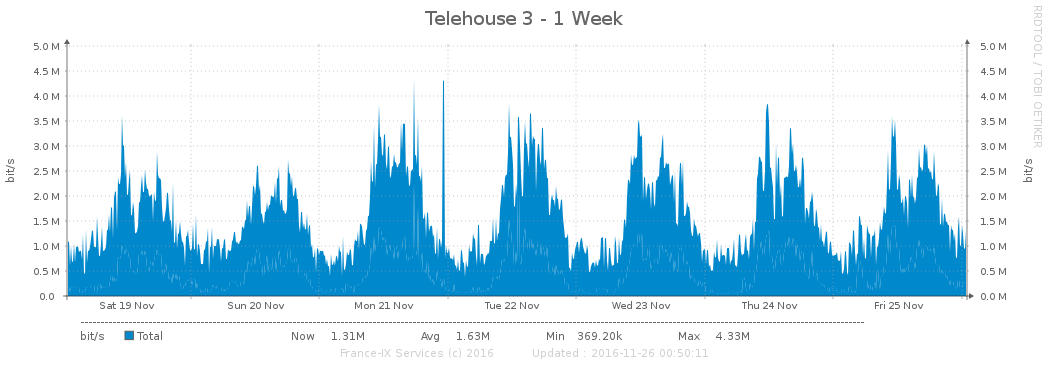 Telehouse 3 - 1 Week
RRDTOOL / TOBI OETIKER
5.0 M 5.0 M
4.5 M 4.5 M
4.0 M 4.0 M
3.5 M 3.5 M
3.0 M 3.0 M
2.5 M 2.5 M
2.0 M 2.0 M
1.5 M 1.5 M
1.0 M 1.0 M
0.5 M 0.5 M
0.0 0.0 M
bit/s bit/s
Sat 19 Nov Sun 20 Nov Mon 21 Nov Tue 22 Nov Wed 23 Nov Thu 24 Nov Fri 25 Nov
bit/s Total Now 1.31M Avg 1.63M Min 369.20k Max 4.33M
France-IX Services (c) 2016 Updated : 2016-11-26 00:50:11